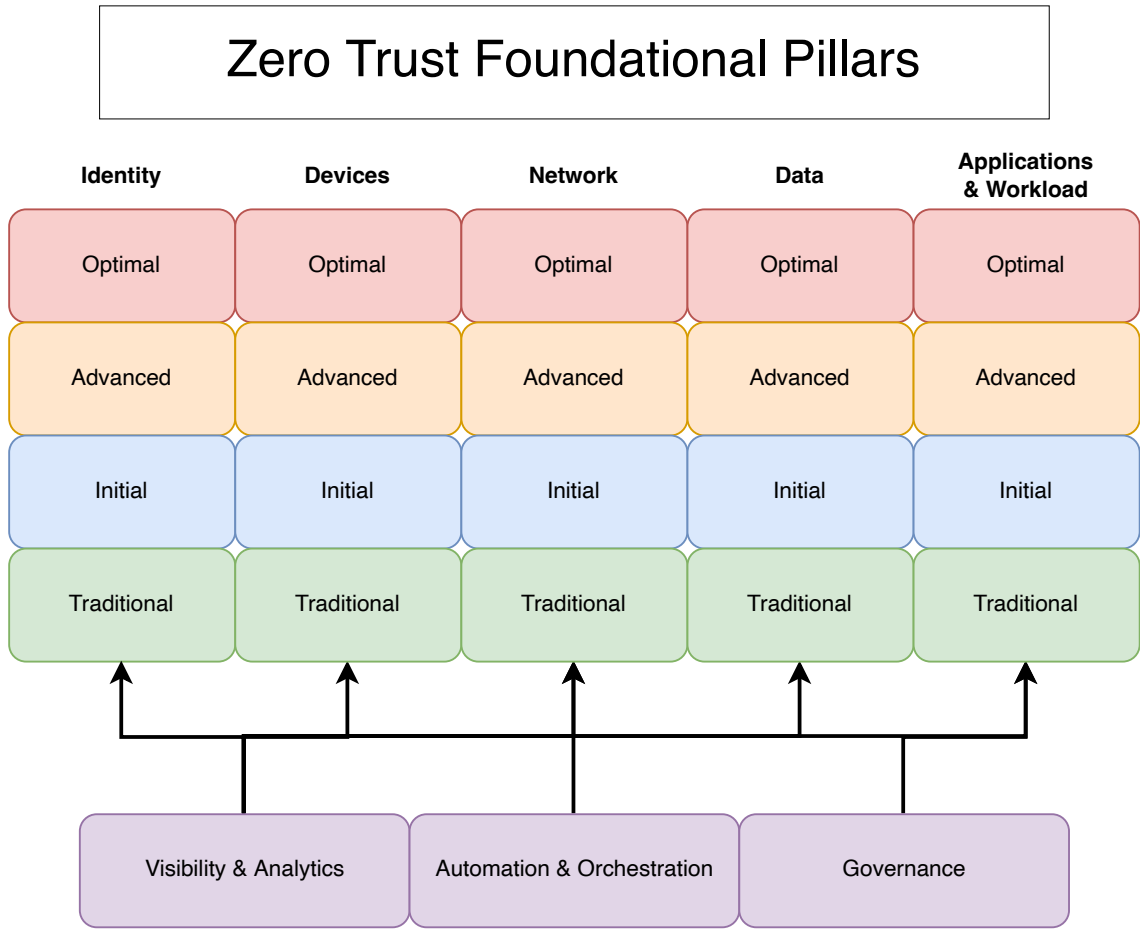 Zero Trust Foundational Pillars
Identity
Devices
Network
Data
Applications
& Workload
Optimal
Optimal
Optimal
Optimal
Optimal
Advanced
Advanced
Advanced
Advanced
Advanced
Initial
Initial
Initial
Initial
Initial
Traditional
Traditional
Traditional
Traditional
Traditional
Visibility & Analytics
Automation & Orchestration
Governance